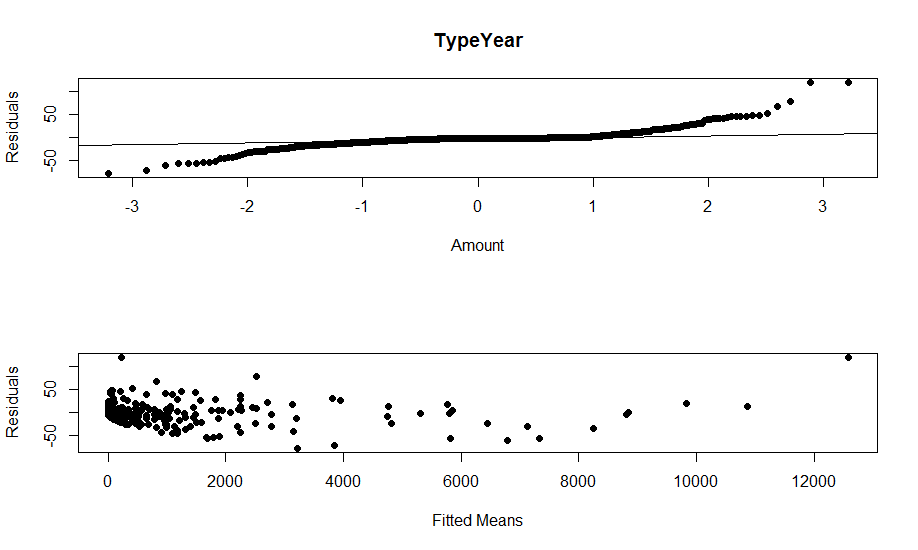 TypeYear
Residuals
50
-50
-3 -2 -1 0 1 2 3
Amount
Residuals
50
-50
0 2000 4000 6000 8000 10000 12000
Fitted Means